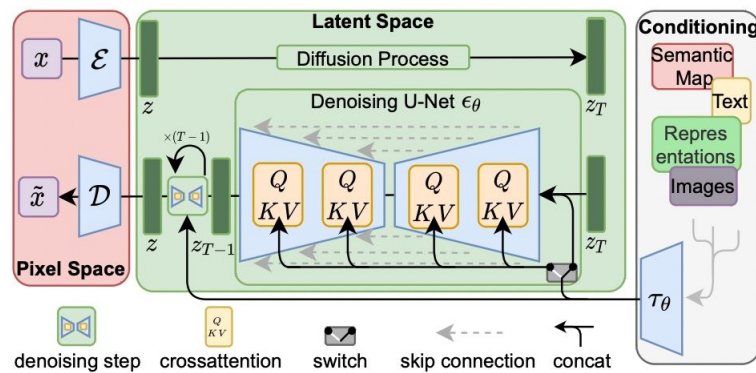 Latent Space
Conditioning
x
ℰ
z
Diffusion Process
z_T
Semantic
Map
Text
Repres
entations
Images
Denoising U-Net ϵ_θ
×(T−1)
Q
KV
Q
KV
Q
KV
Q
KV
x̃
𝒟
z
z_{T−1}
z_T
Pixel Space
τ_θ
Q
KV
denoising step
crossattention
switch
skip connection
concat